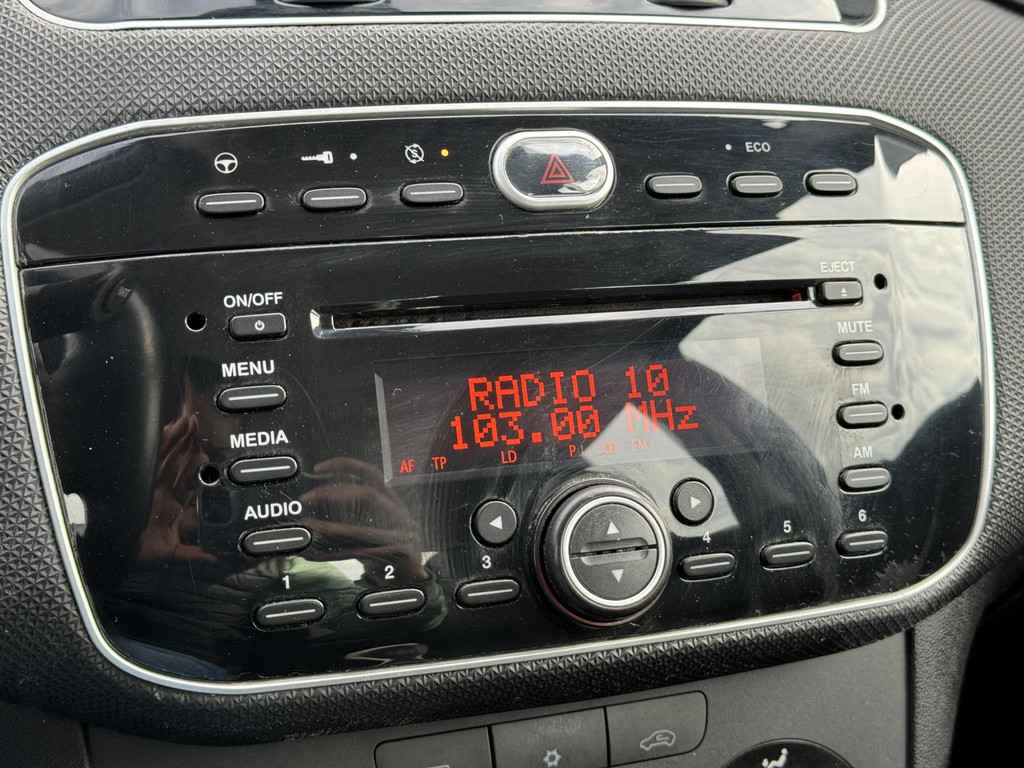 ECO
EJECT
ON/OFF
MENU
MEDIA
AUDIO
RADIO 10
103.00 MHz
AF TP LD
MUTE
FM
AM
1 2 3 4 5 6